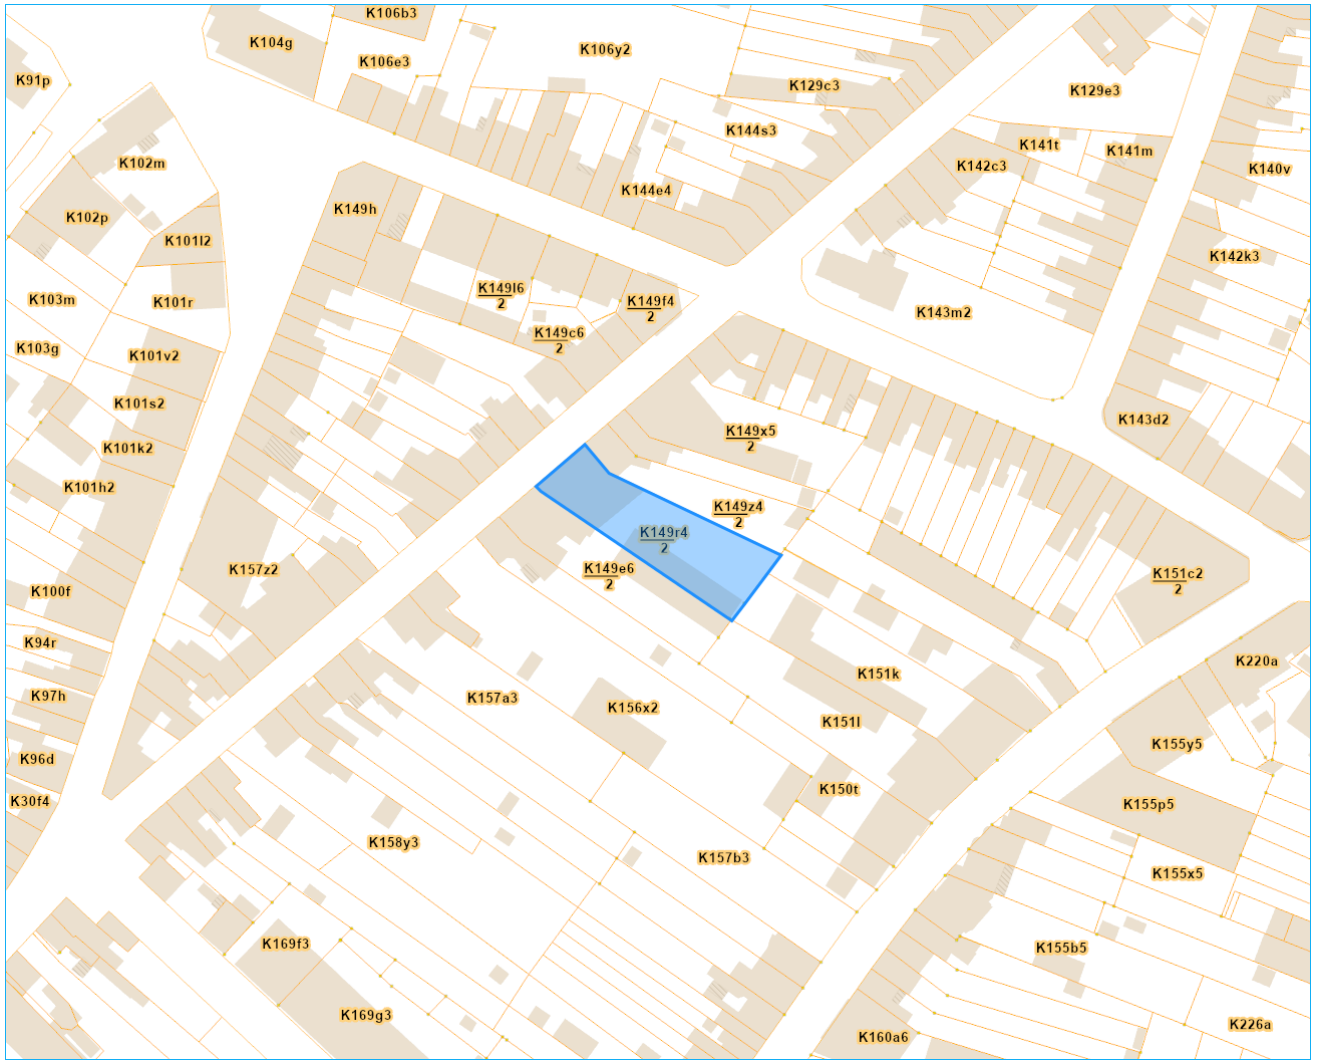 K106b3
K104g
K106y2
K106e3
K91p
K129c3
K129e3
K144s3
K141t
K141m
K102m
K142c3
K140v
K144e4
K149h
K102p
K101l2
K142k3
K149l6
2
K103m
K101r
K149f4
2
K143m2
K149c6
2
K103g
K101v2
K101s2
K143d2
K149x5
2
K101k2
K101h2
K149z4
2
K149r4
2
K157z2
K149e6
2
K151c2
2
K100f
K94r
K220a
K151k
K97h
K157a3
K156x2
K151l
K155y5
K96d
K150t
K30f4
K155p5
K158y3
K157b3
K155x5
K169f3
K155b5
K169g3
K226a
K160a6